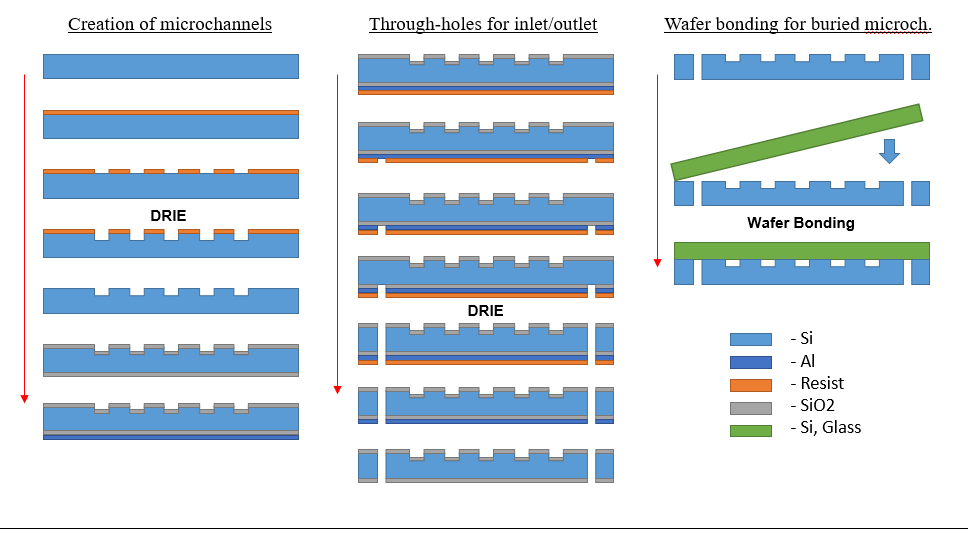 Creation of microchannels
DRIE
Through-holes for inlet/outlet
DRIE
Wafer bonding for buried microch.
Wafer Bonding
- Si
- Al
- Resist
- SiO2
- Si, Glass